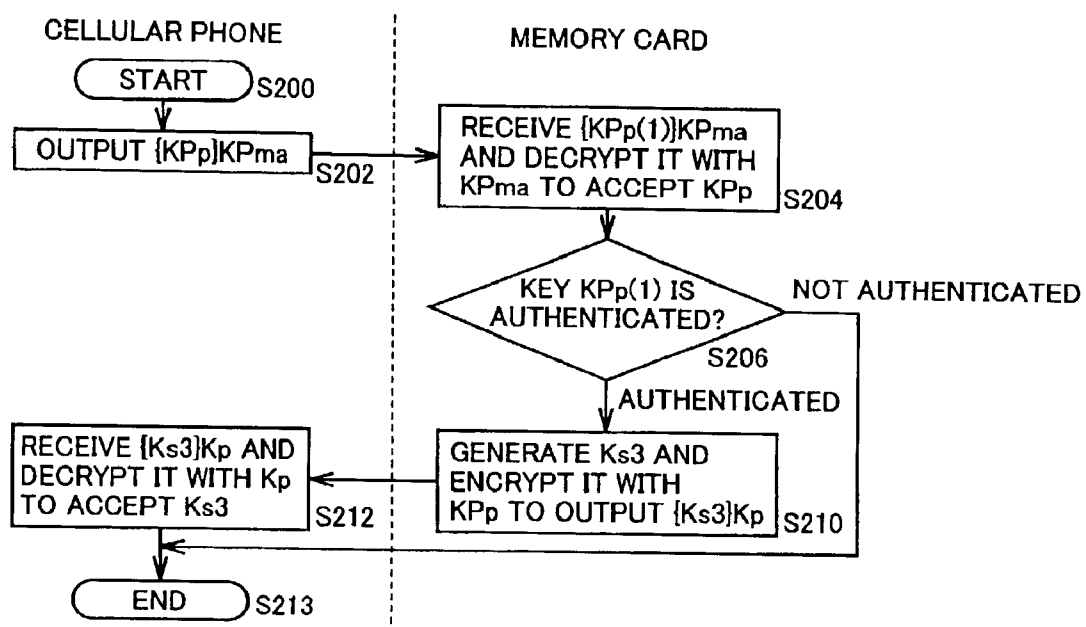 CELLULAR PHONE
MEMORY CARD
START
S200
OUTPUT {KPp}KPma
S202
RECEIVE {KPp(1)}KPma
AND DECRYPT IT WITH
KPma TO ACCEPT KPp
S204
KEY KPp(1) IS
AUTHENTICATED?
S206
NOT AUTHENTICATED
AUTHENTICATED
GENERATE Ks3 AND
ENCRYPT IT WITH
KPp TO OUTPUT {Ks3}Kp
S210
RECEIVE {Ks3}Kp AND
DECRYPT IT WITH Kp
TO ACCEPT Ks3
S212
END
S213